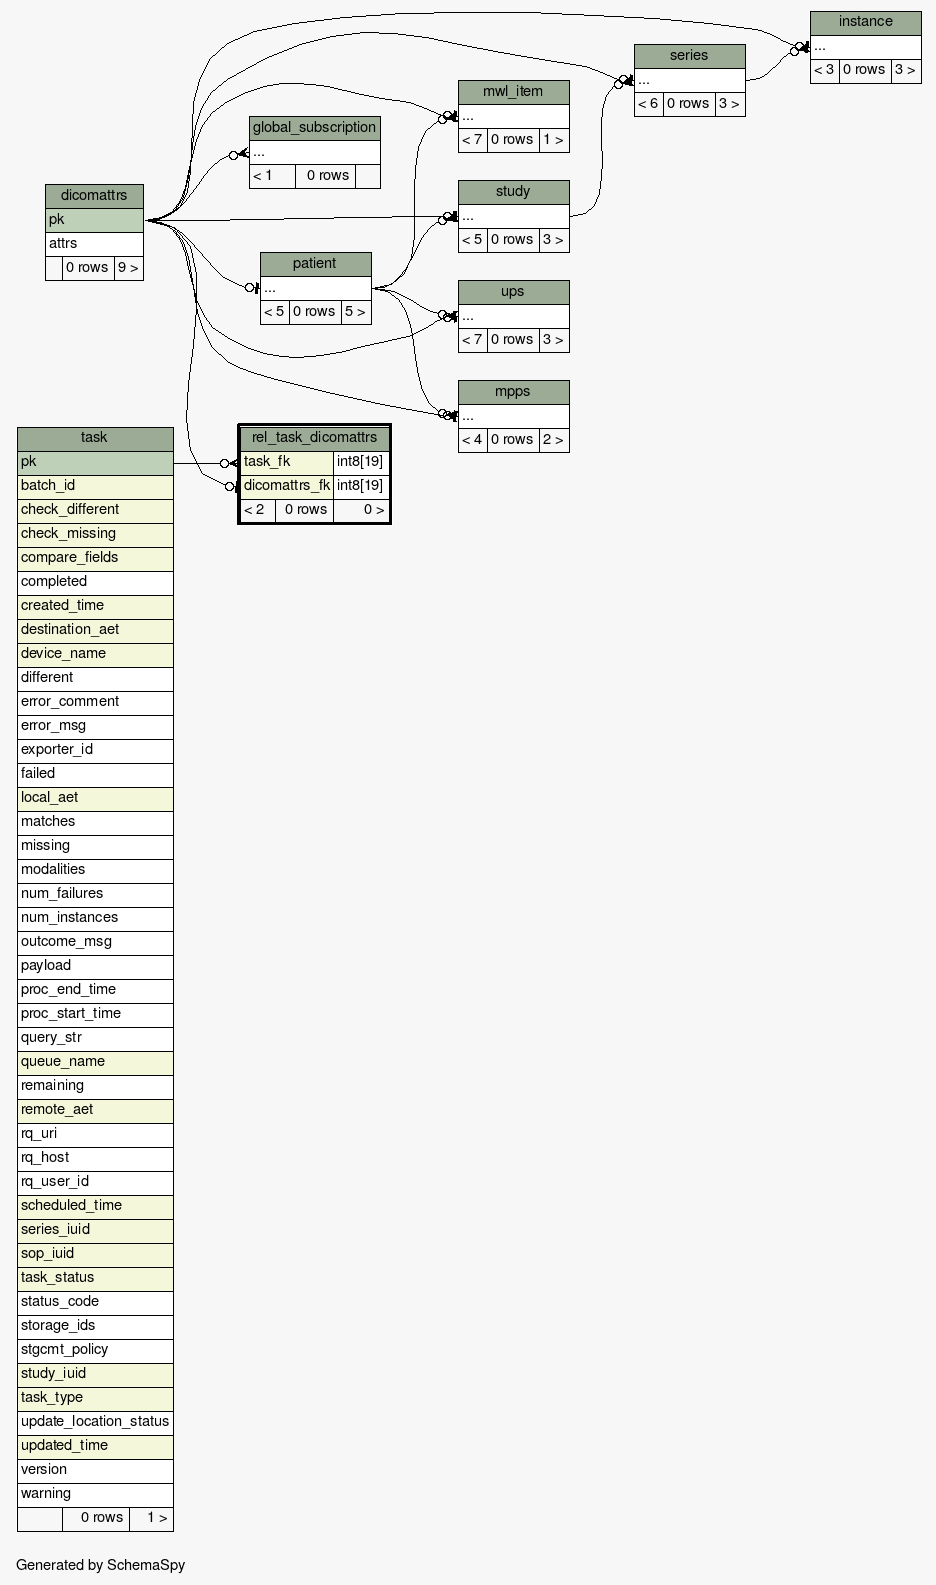 instance
...
< 3 0 rows 3 >
series
...
< 6 0 rows 3 >
mwl_item
...
< 7 0 rows 1 >
global_subscription
...
< 1 0 rows
study
...
< 5 0 rows 3 >
dicomattrs
pk
attrs
0 rows 9 >
patient
...
< 5 0 rows 5 >
ups
...
< 7 0 rows 3 >
mpps
...
< 4 0 rows 2 >
rel_task_dicomattrs
task_fk int8[19]
dicomattrs_fk int8[19]
< 2 0 rows 0 >
task
pk
batch_id
check_different
check_missing
compare_fields
completed
created_time
destination_aet
device_name
different
error_comment
error_msg
exporter_id
failed
local_aet
matches
missing
modalities
num_failures
num_instances
outcome_msg
payload
proc_end_time
proc_start_time
query_str
queue_name
remaining
remote_aet
rq_uri
rq_host
rq_user_id
scheduled_time
series_iuid
sop_iuid
task_status
status_code
storage_ids
stgcmt_policy
study_iuid
task_type
update_location_status
updated_time
version
warning
0 rows 1 >
Generated by SchemaSpy